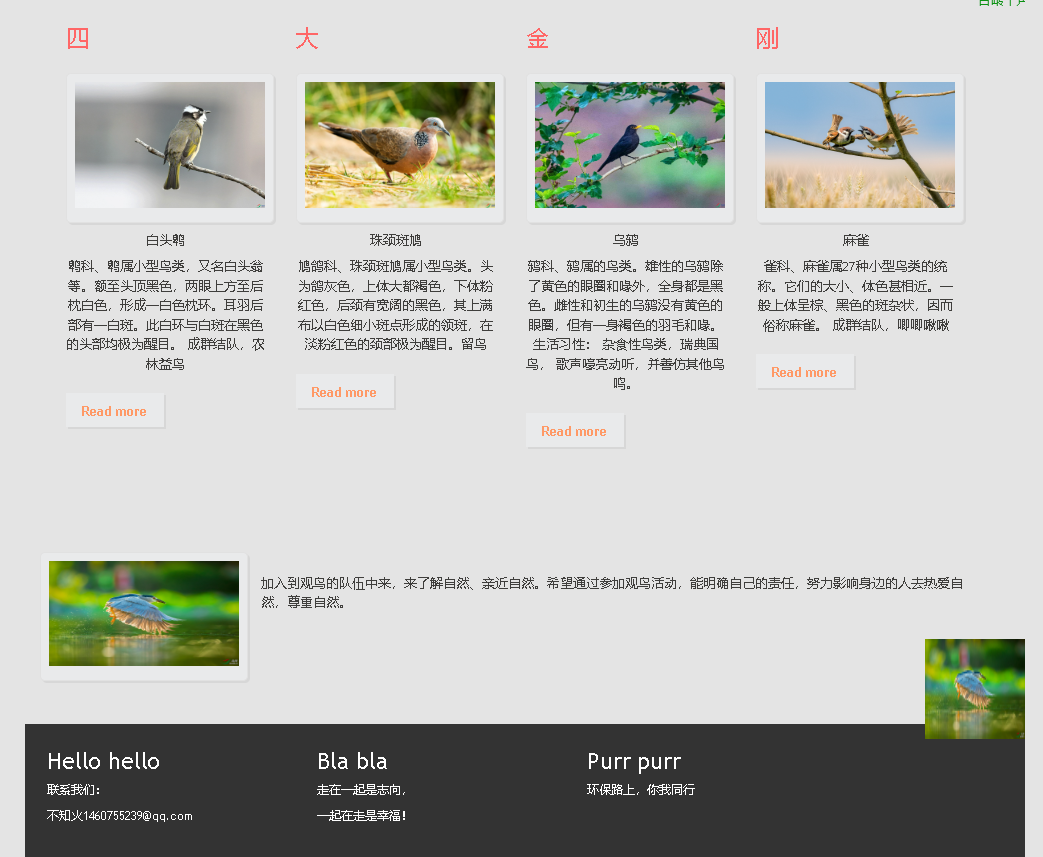 四 大 金 刚
白头鹎
鹎科、鹎属小型鸟类，又名白头翁
等。额至头顶黑色，两眼上方至后
枕白色，形成一白色枕环。耳羽后
部有一白斑。此白环与白斑在黑色
的头部均极为醒目。 成群结队，农
林益鸟
Read more
珠颈斑鸠
鸠鸽科、珠颈斑鸠属小型鸟类。头
为鸽灰色，上体大都褐色，下体粉
红色，后颈有宽阔的黑色，其上满
布以白色细小斑点形成的领斑，在
淡粉红色的颈部极为醒目。留鸟
Read more
乌鸫
鸫科、鸫属的鸟类。雄性的乌鸫除
了黄色的眼圈和喙外，全身都是黑
色。雌性和初生的乌鸫没有黄色的
眼圈，但有一身褐色的羽毛和喙。
生活习性： 杂食性鸟类，瑞典国
鸟， 歌声嘹亮动听，并善仿其他鸟
鸣。
Read more
麻雀
雀科、麻雀属27种小型鸟类的统
称。它们的大小、体色甚相近。一
般上体呈棕、黑色的斑杂状，因而
俗称麻雀。 成群结队，唧唧啾啾
Read more
加入到观鸟的队伍中来，来了解自然、亲近自然。希望通过参加观鸟活动，能明确自己的责任，努力影响身边的人去热爱自
然，尊重自然。
Hello hello
联系我们：
不知火1460755239@qq.com
Bla bla
走在一起是志向，
一起在走是幸福！
Purr purr
环保路上，你我同行